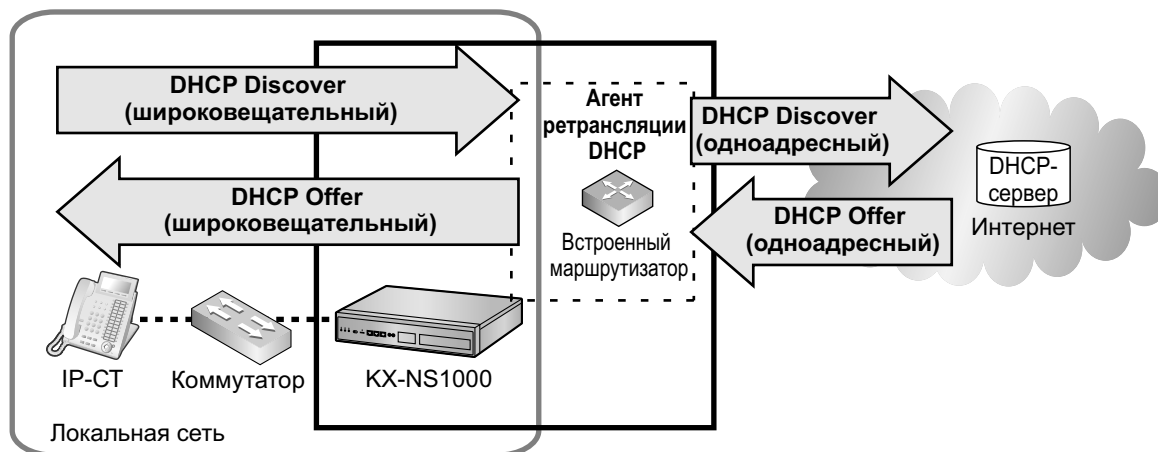 DHCP Discover
(широковещательный)
Агент
ретрансляции
DHCP
DHCP Discover
(одноадресный)
DHCP Offer
(широковещательный)
Встроенный
маршрутизатор
DHCP Offer
(одноадресный)
DHCP-
сервер
Интернет
IP-CT
Коммутатор
KX-NS1000
Локальная сеть